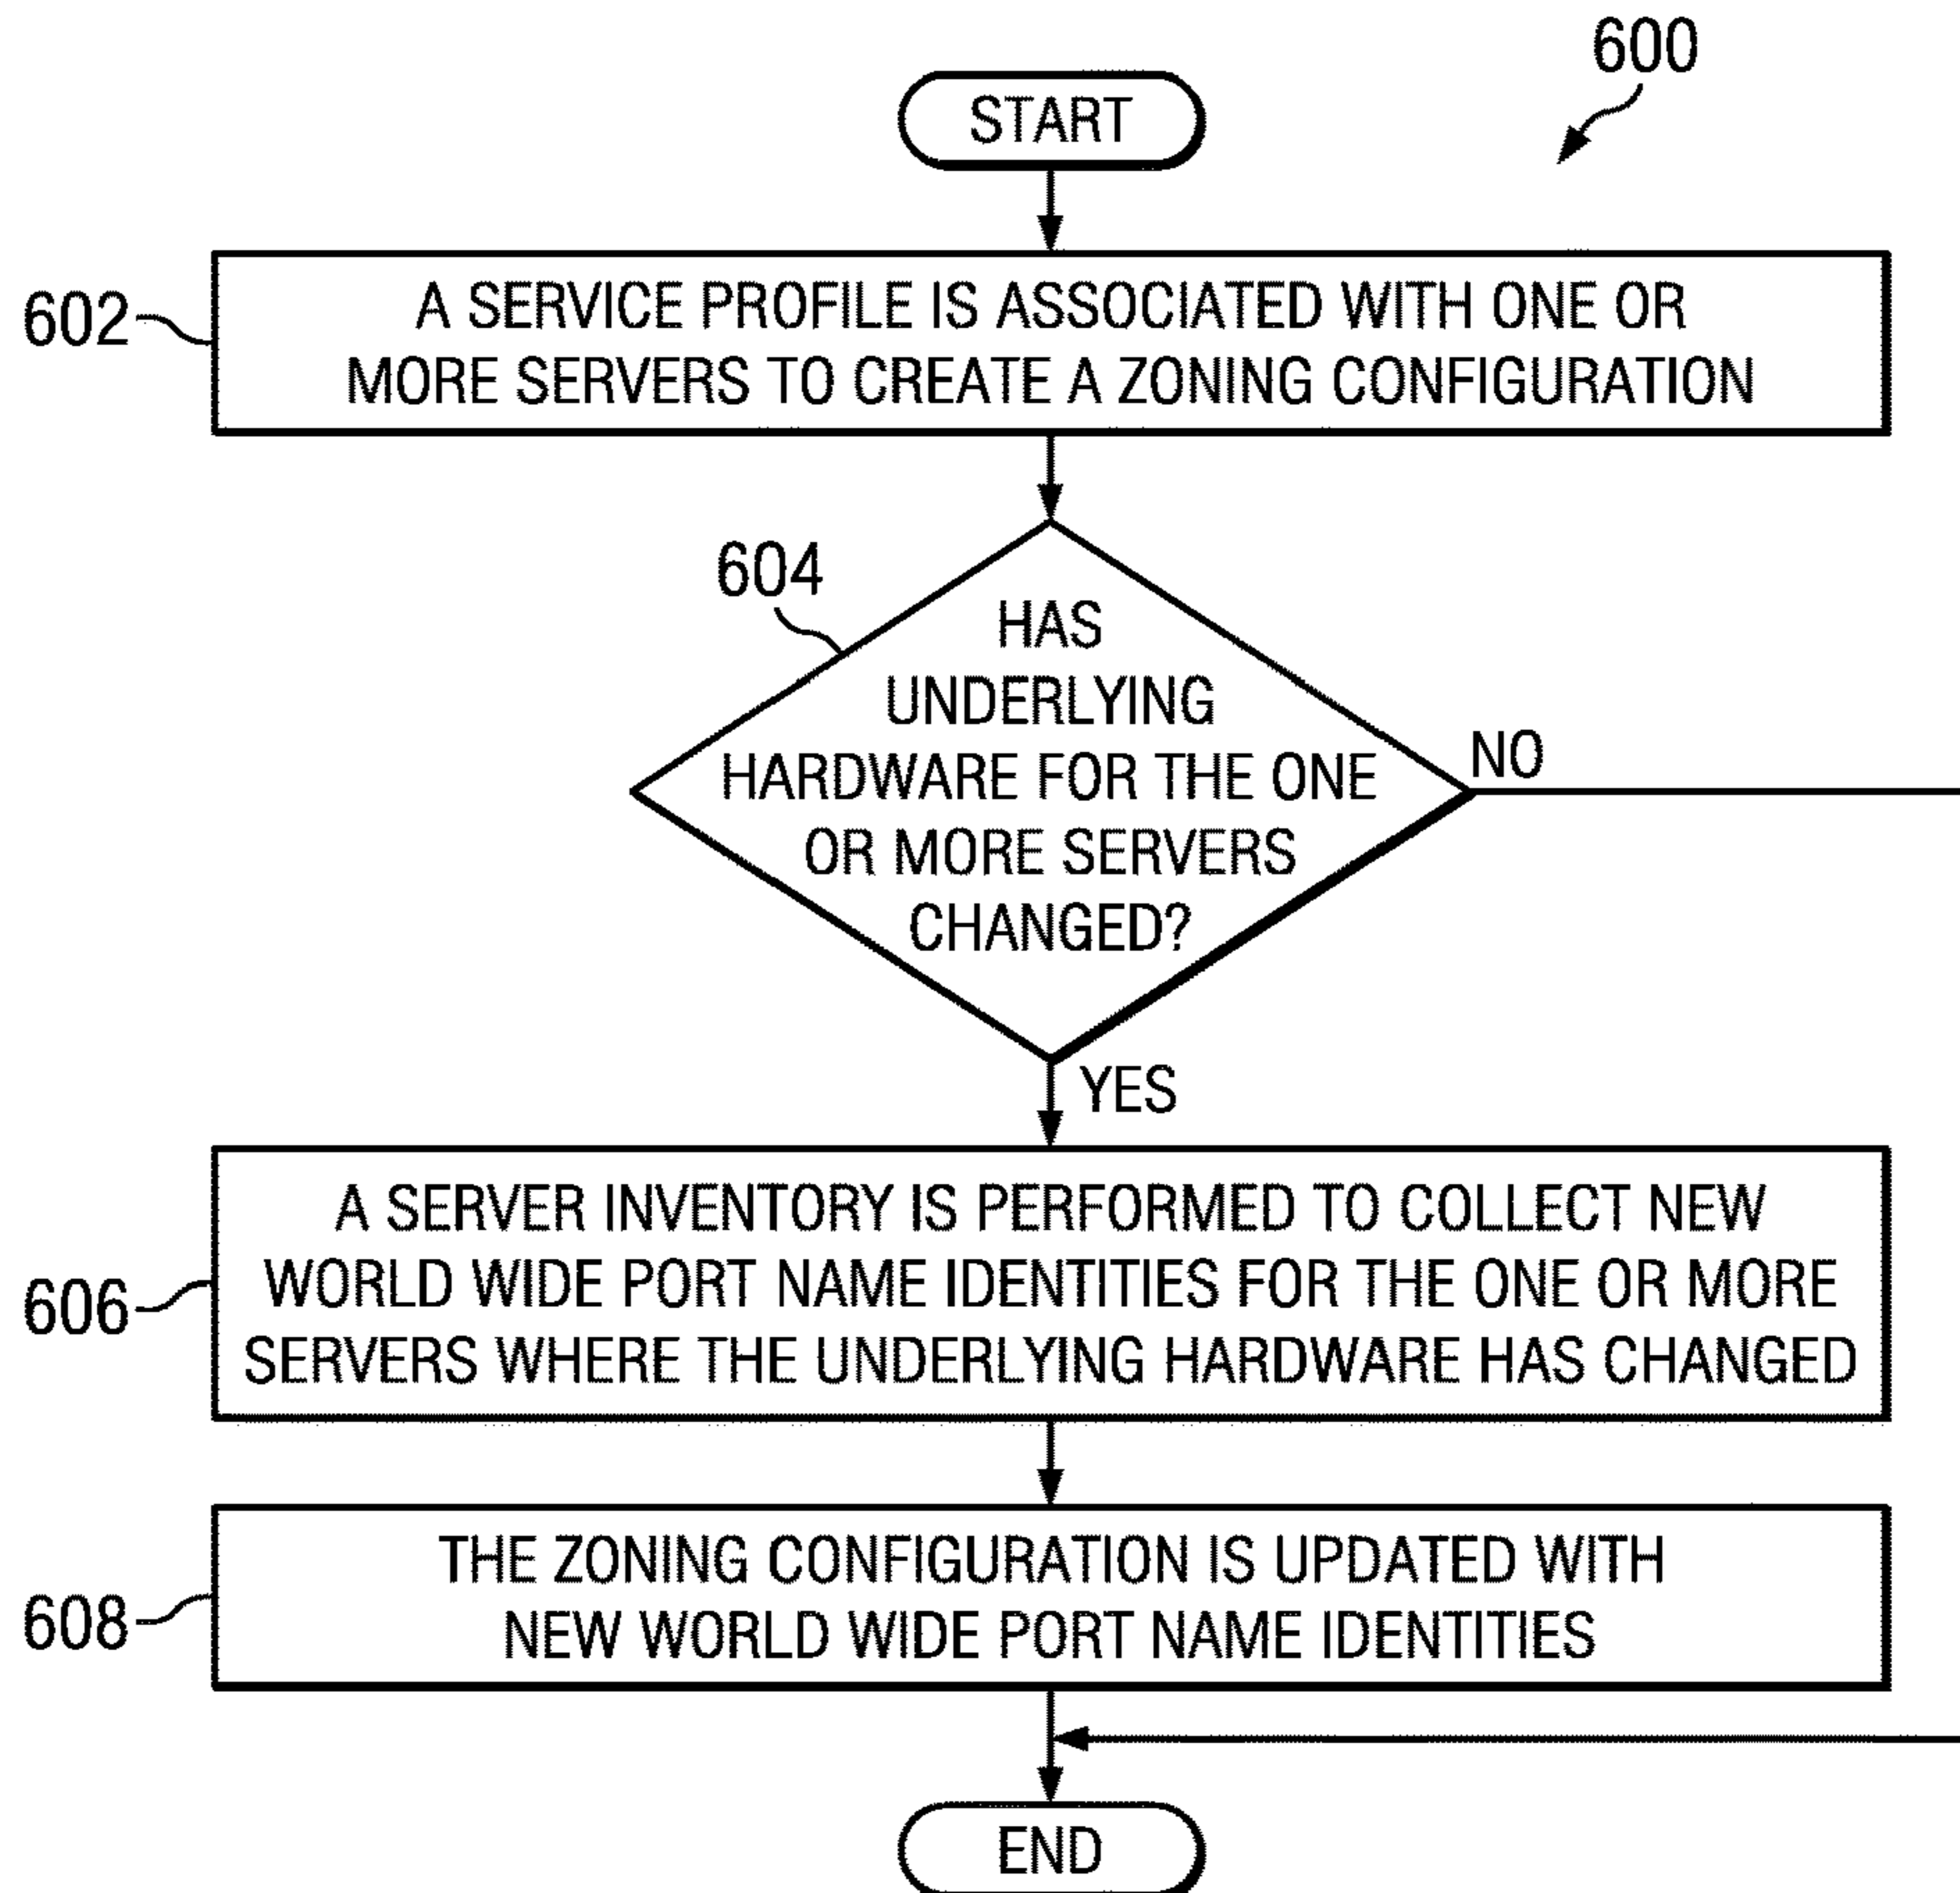 600
START
602
A SERVICE PROFILE IS ASSOCIATED WITH ONE OR
MORE SERVERS TO CREATE A ZONING CONFIGURATION
604
HAS
UNDERLYING
HARDWARE FOR THE ONE
OR MORE SERVERS
CHANGED?
NO
YES
606
A SERVER INVENTORY IS PERFORMED TO COLLECT NEW
WORLD WIDE PORT NAME IDENTITIES FOR THE ONE OR MORE
SERVERS WHERE THE UNDERLYING HARDWARE HAS CHANGED
608
THE ZONING CONFIGURATION IS UPDATED WITH
NEW WORLD WIDE PORT NAME IDENTITIES
END